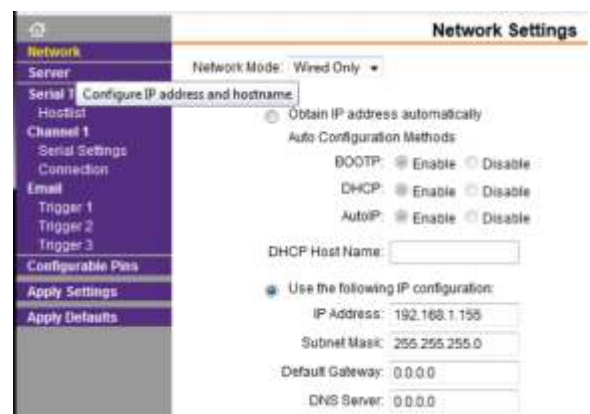 Network Settings
Network
Server
Serial T
Configure IP address and hostname
Hostlist
Channel 1
Serial Settings
Connection
Email
Trigger 1
Trigger 2
Trigger 3
Configurable Pins
Apply Settings
Apply Defaults
Network Mode: Wired Only
Obtain IP address automatically
Auto Configuration Methods
BOOTP: Enable Disable
DHCP: Enable Disable
AutoIP: Enable Disable
DHCP Host Name:
Use the following IP configuration:
IP Address: 192.168.1.155
Subnet Mask: 255.255.255.0
Default Gateway: 0.0.0.0
DNS Server: 0.0.0.0